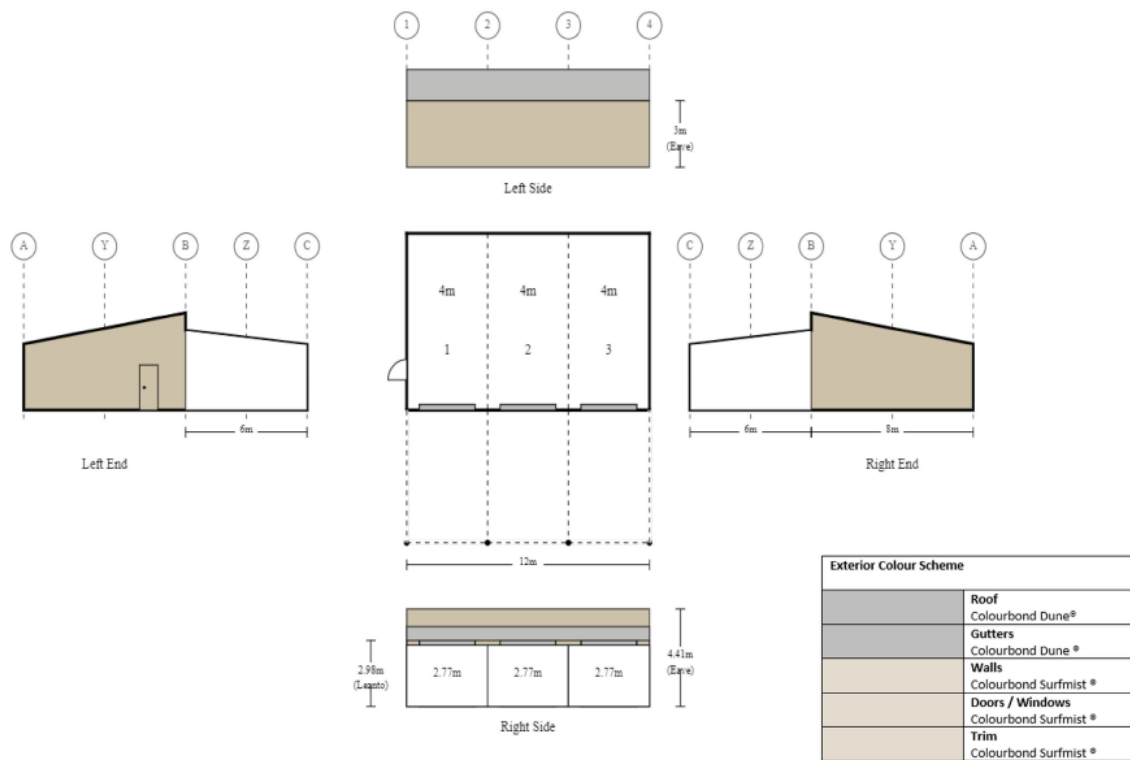 1 2 3 4
3m
(Eave)
Left Side
A Y B Z C
6m
Left End
4m 4m 4m
1 2 3
12m
C Z B Y A
6m 8m
Right End
2.98m
(Leanto)
2.77m 2.77m 2.77m
4.41m
(Eave)
Right Side
Exterior Colour Scheme
Roof
Colourbond Dune®
Gutters
Colourbond Dune ®
Walls
Colourbond Surfmist ®
Doors / Windows
Colourbond Surfmist ®
Trim
Colourbond Surfmist ®